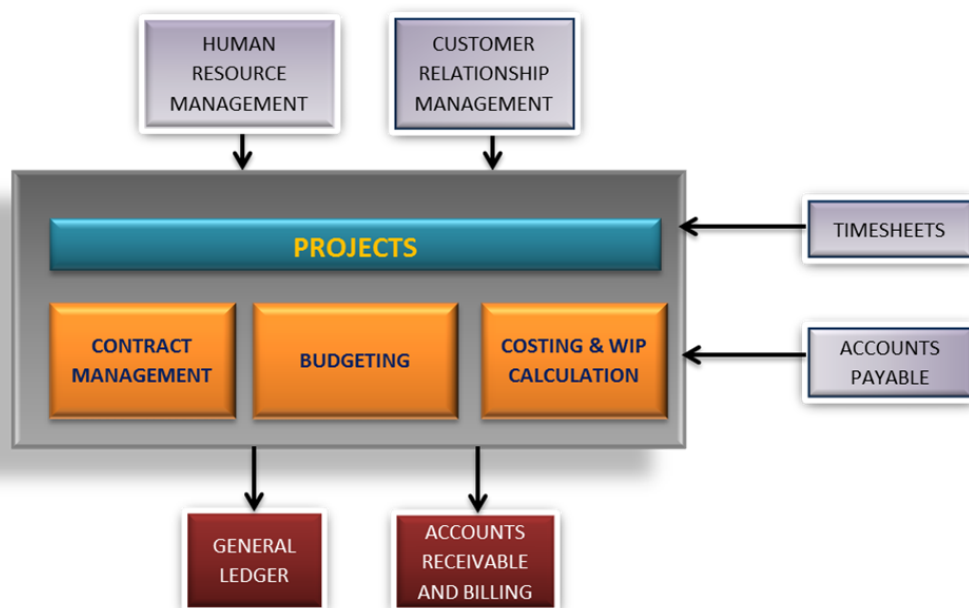 HUMAN
RESOURCE
MANAGEMENT
CUSTOMER
RELATIONSHIP
MANAGEMENT
PROJECTS
TIMESHEETS
CONTRACT
MANAGEMENT
BUDGETING
COSTING & WIP
CALCULATION
ACCOUNTS
PAYABLE
GENERAL
LEDGER
ACCOUNTS
RECEIVABLE
AND BILLING